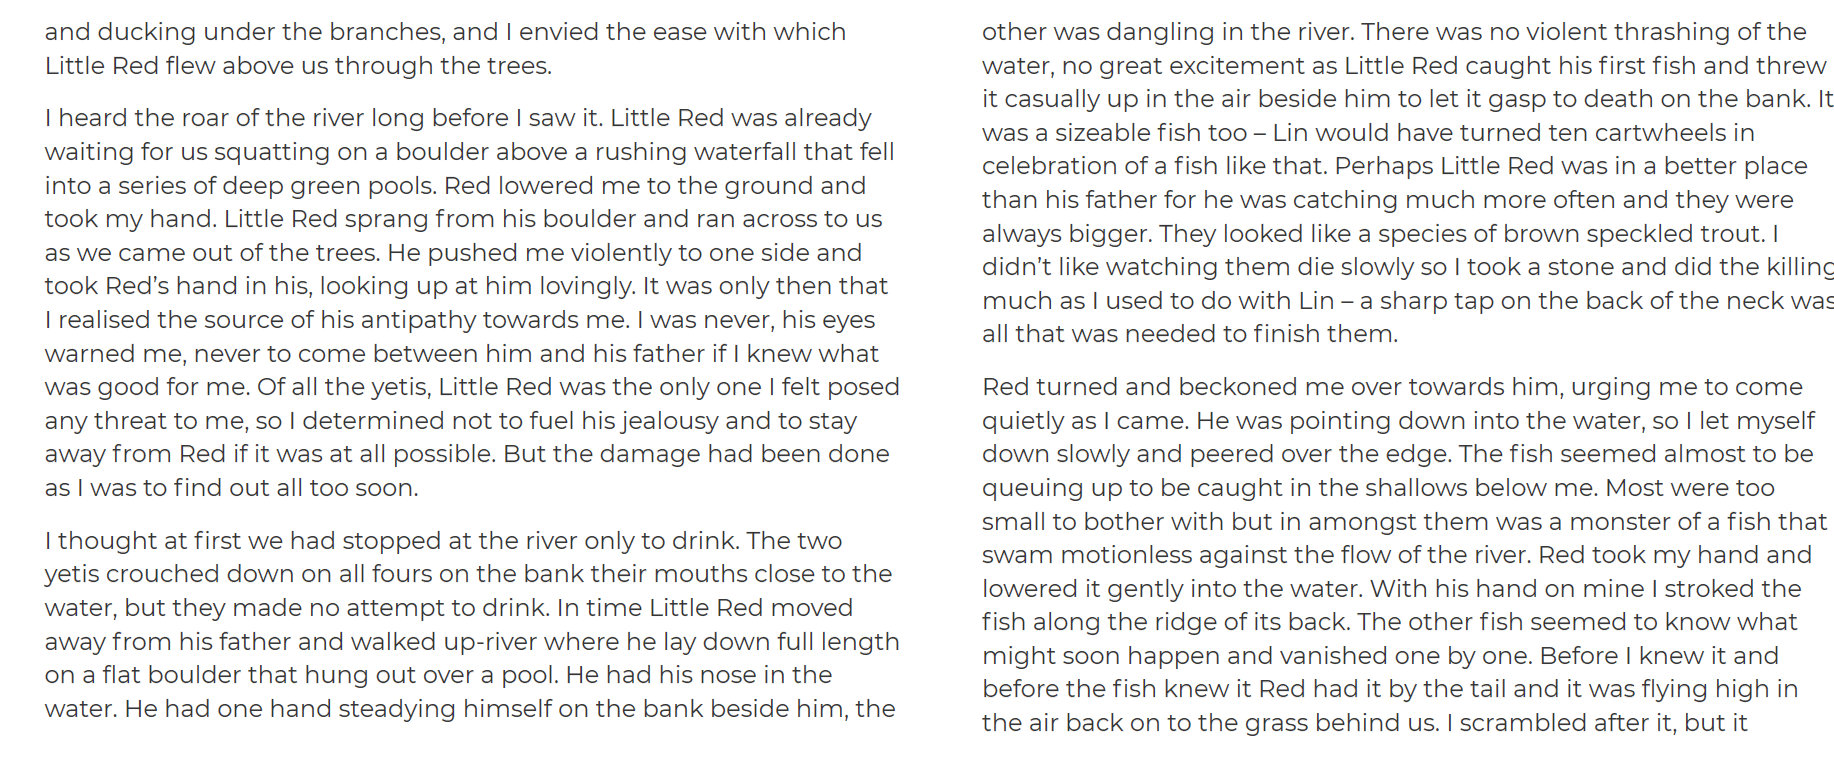 and ducking under the branches, and I envied the ease with which
Little Red flew above us through the trees.
I heard the roar of the river long before I saw it. Little Red was already
waiting for us squatting on a boulder above a rushing waterfall that fell
into a series of deep green pools. Red lowered me to the ground and
took my hand. Little Red sprang from his boulder and ran across to us
as we came out of the trees. He pushed me violently to one side and
took Red’s hand in his, looking up at him lovingly. It was only then that
I realised the source of his antipathy towards me. I was never, his eyes
warned me, never to come between him and his father if I knew what
was good for me. Of all the yetis, Little Red was the only one I felt posed
any threat to me, so I determined not to fuel his jealousy and to stay
away from Red if it was at all possible. But the damage had been done
as I was to find out all too soon.
I thought at first we had stopped at the river only to drink. The two
yetis crouched down on all fours on the bank their mouths close to the
water, but they made no attempt to drink. In time Little Red moved
away from his father and walked up-river where he lay down full length
on a flat boulder that hung out over a pool. He had his nose in the
water. He had one hand steadying himself on the bank beside him, the
other was dangling in the river. There was no violent thrashing of the
water, no great excitement as Little Red caught his first fish and threw
it casually up in the air beside him to let it gasp to death on the bank. It
was a sizeable fish too – Lin would have turned ten cartwheels in
celebration of a fish like that. Perhaps Little Red was in a better place
than his father for he was catching much more often and they were
always bigger. They looked like a species of brown speckled trout. I
didn’t like watching them die slowly so I took a stone and did the killing
much as I used to do with Lin – a sharp tap on the back of the neck was
all that was needed to finish them.
Red turned and beckoned me over towards him, urging me to come
quietly as I came. He was pointing down into the water, so I let myself
down slowly and peered over the edge. The fish seemed almost to be
queuing up to be caught in the shallows below me. Most were too
small to bother with but in amongst them was a monster of a fish that
swam motionless against the flow of the river. Red took my hand and
lowered it gently into the water. With his hand on mine I stroked the
fish along the ridge of its back. The other fish seemed to know what
might soon happen and vanished one by one. Before I knew it and
before the fish knew it Red had it by the tail and it was flying high in
the air back on to the grass behind us. I scrambled after it, but it